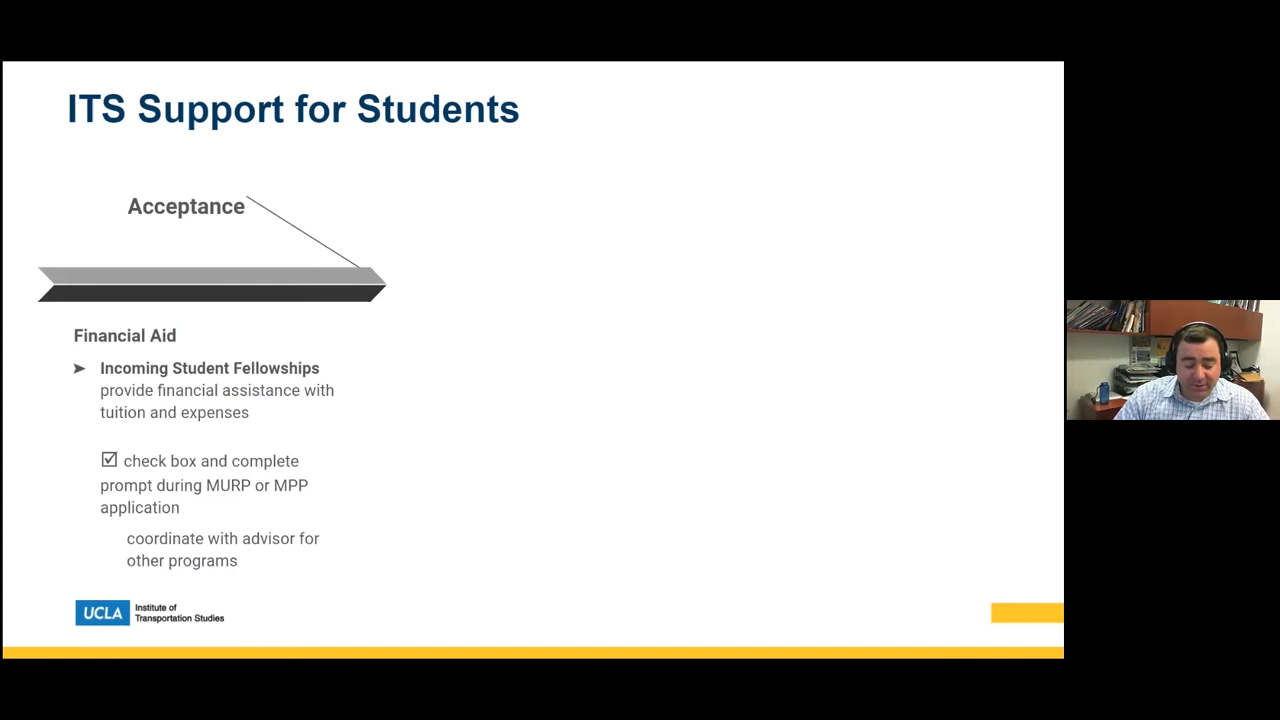 ITS Support for Students
Acceptance
Financial Aid
➤ Incoming Student Fellowships
provide financial assistance with
tuition and expenses
☑ check box and complete
prompt during MURP or MPP
application
coordinate with advisor for
other programs
UCLA
Institute of
Transportation Studies